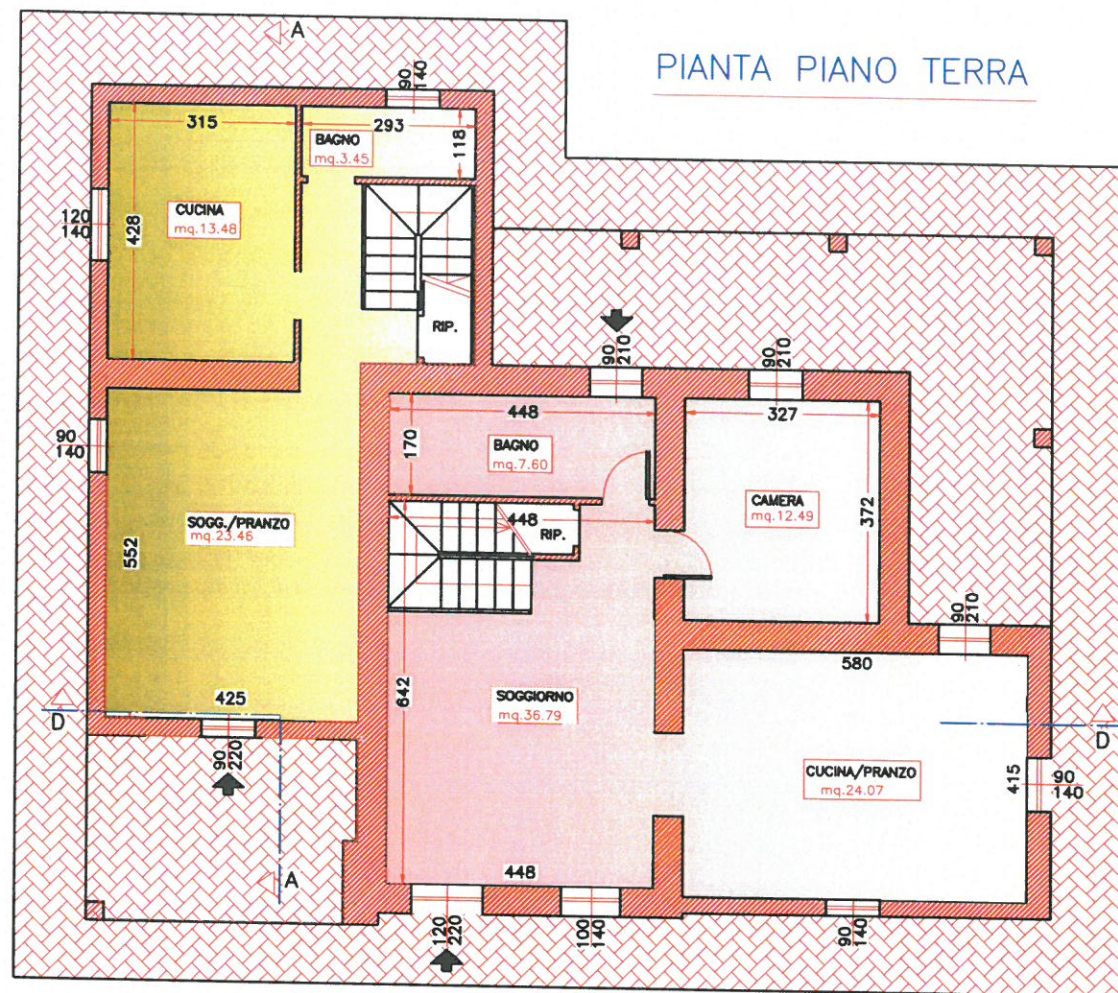 A
PIANTA PIANO TERRA
90
140
315
293
118
BAGNO
mq.3.45
CUCINA
mq.13.48
120
140
428
RIP.
90
210
90
210
448
327
170
BAGNO
mq.7.60
90
140
CAMERA
mq.12.49
372
448
RIP.
SOGG./PRANZO
mq.23.46
552
90
210
580
642
SOGGIORNO
mq.36.79
425
D
D
90
220
CUCINA/PRANZO
mq.24.07
415
90
140
A
448
120
220
100
140
90
140